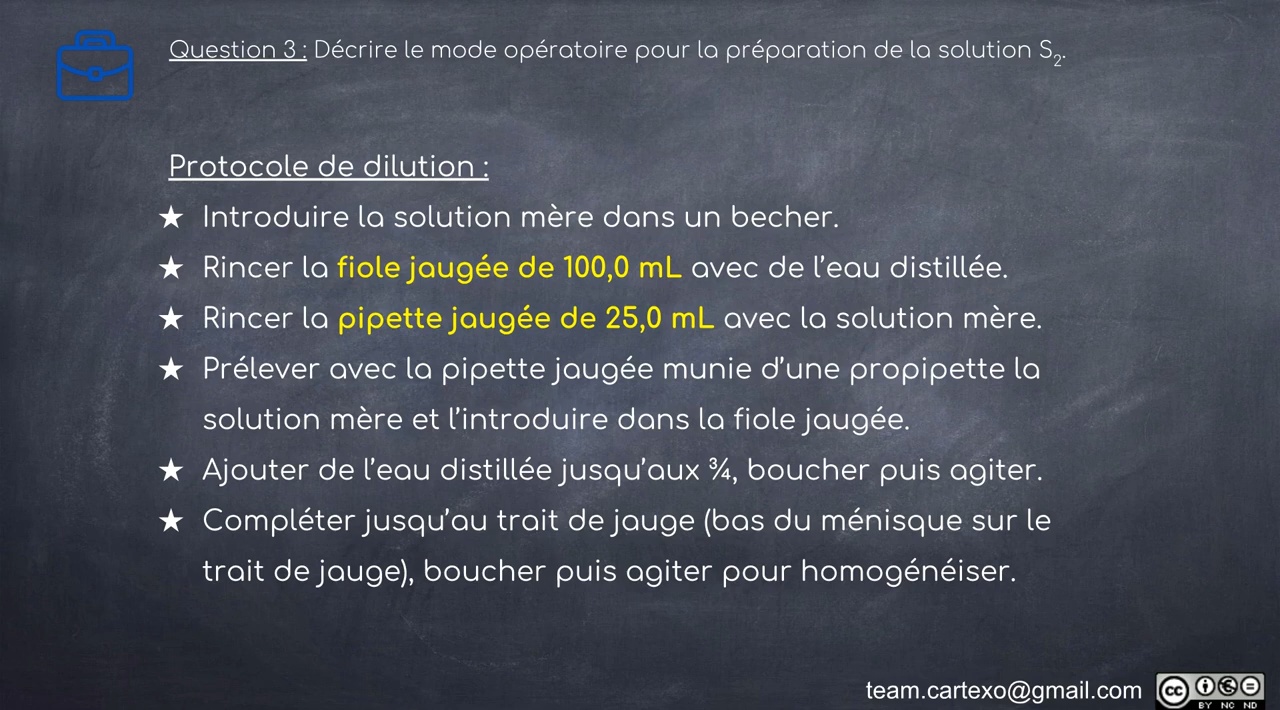 Question 3 : Décrire le mode opératoire pour la préparation de la solution S₂.
Protocole de dilution :
★ Introduire la solution mère dans un becher.
★ Rincer la fiole jaugée de 100,0 mL avec de l'eau distillée.
★ Rincer la pipette jaugée de 25,0 mL avec la solution mère.
★ Prélever avec la pipette jaugée munie d'une propipette la
solution mère et l'introduire dans la fiole jaugée.
★ Ajouter de l'eau distillée jusqu'aux ¾, boucher puis agiter.
★ Compléter jusqu'au trait de jauge (bas du ménisque sur le
trait de jauge), boucher puis agiter pour homogénéiser.
team.cartexo@gmail.com
cc
BY NC ND